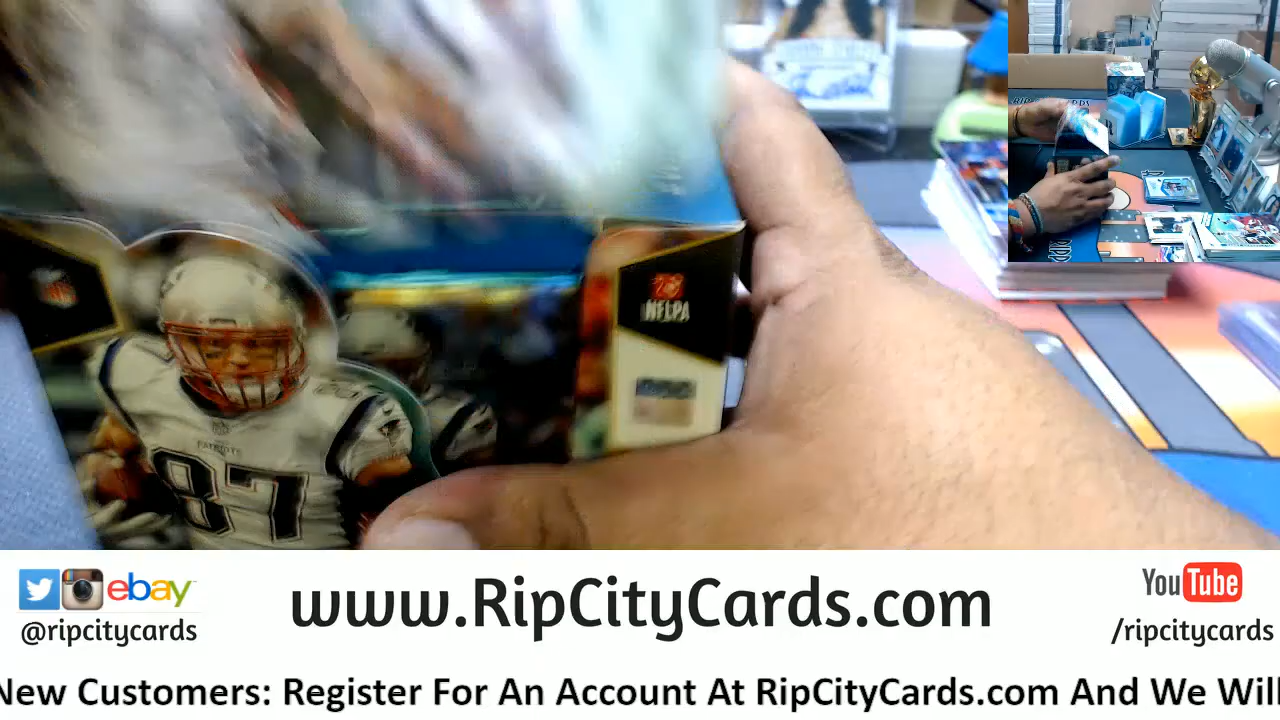 NFLPA
PATRIOTS
87
ebay
@ripcitycards
www.RipCityCards.com
YouTube
/ripcitycards
New Customers: Register For An Account At RipCityCards.com And We Will